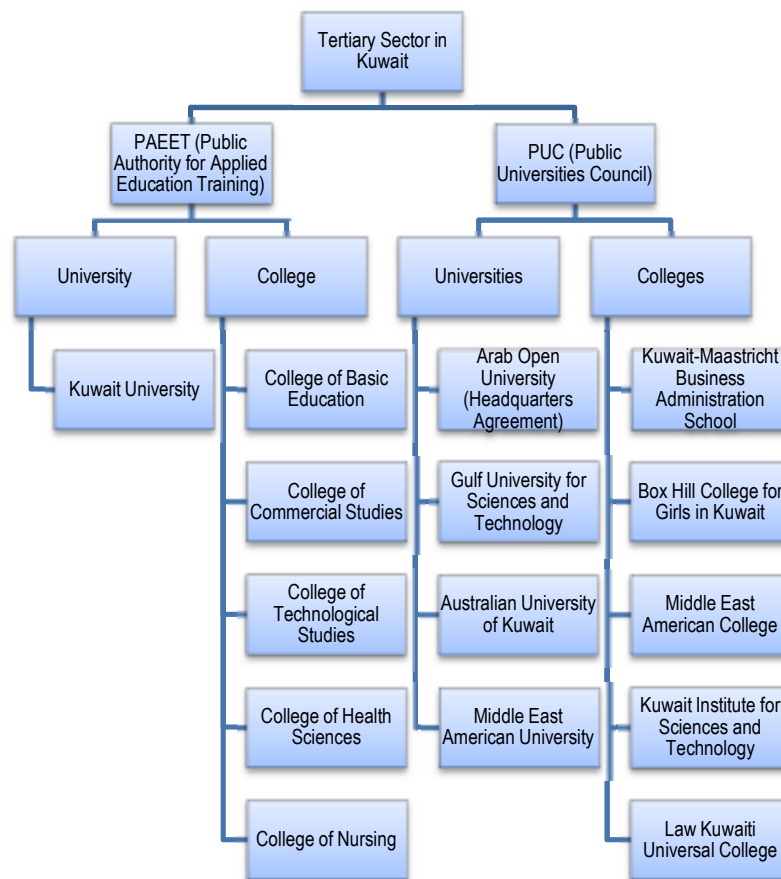 Tertiary Sector in
Kuwait
PAEET (Public
Authority for Applied
Education Training)
PUC (Public
Universities Council)
University
College
Universities
Colleges
Kuwait University
College of Basic
Education
College of
Commercial Studies
College of
Technological
Studies
College of Health
Sciences
College of Nursing
Arab Open
University
(Headquarters
Agreement)
Gulf University for
Sciences and
Technology
Australian University
of Kuwait
Middle East
American University
Kuwait-Maastricht
Business
Administration
School
Box Hill College for
Girls in Kuwait
Middle East
American College
Kuwait Institute for
Sciences and
Technology
Law Kuwaiti
Universal College